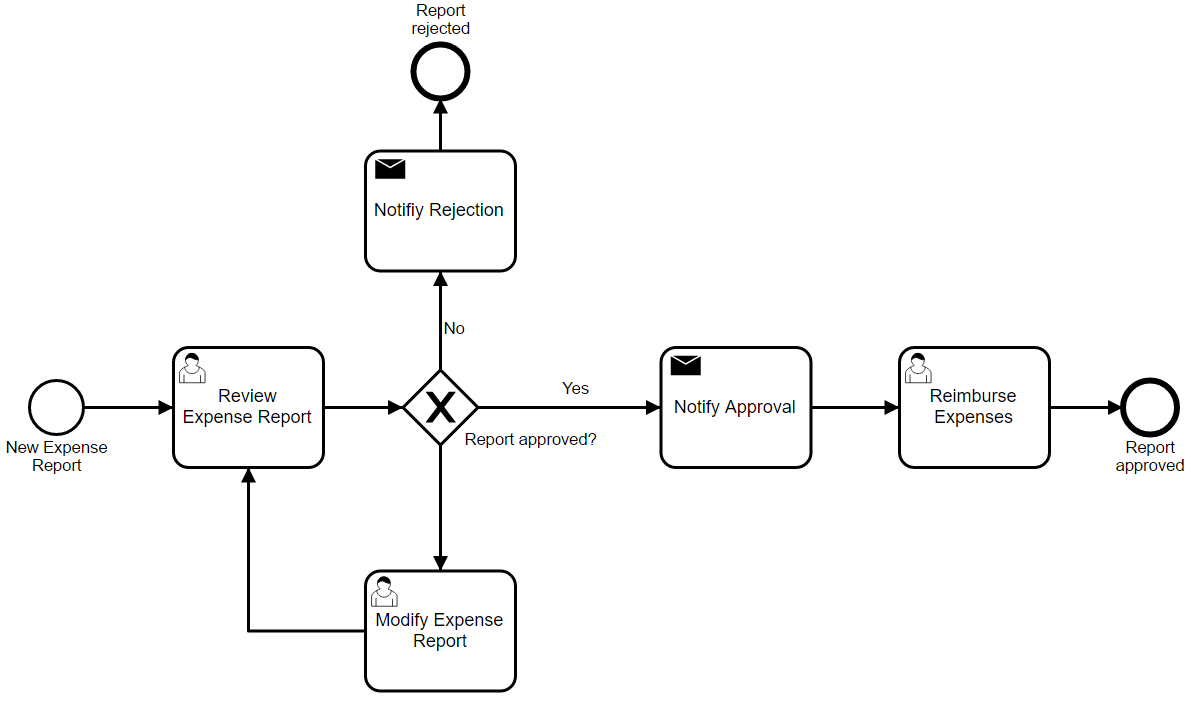 Report
rejected
Notifiy Rejection
No
New Expense
Report
Review
Expense Report
Report approved?
Yes
Notify Approval
Reimburse
Expenses
Report
approved
Modify Expense
Report